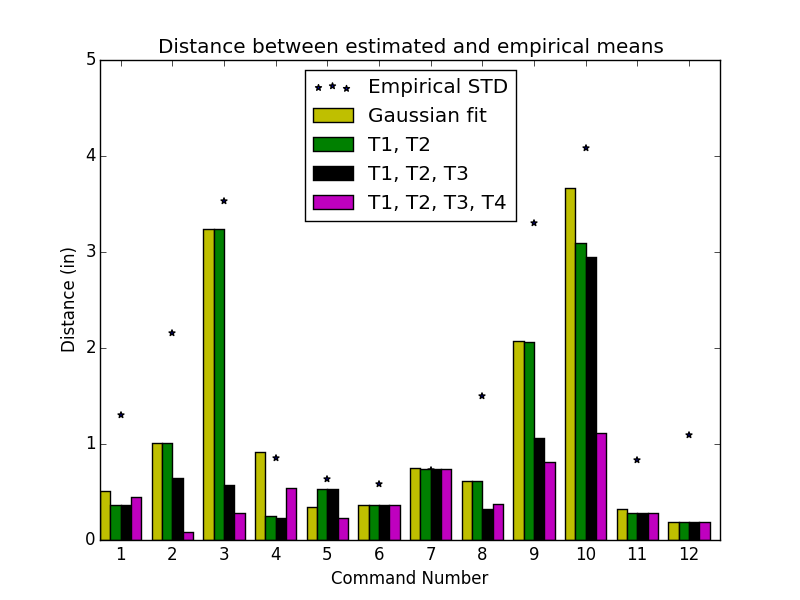 Distance between estimated and empirical means
5
4
3
2
1
0
Distance (in)
Empirical STD
Gaussian fit
T1, T2
T1, T2, T3
T1, T2, T3, T4
1 2 3 4 5 6 7 8 9 10 11 12
Command Number